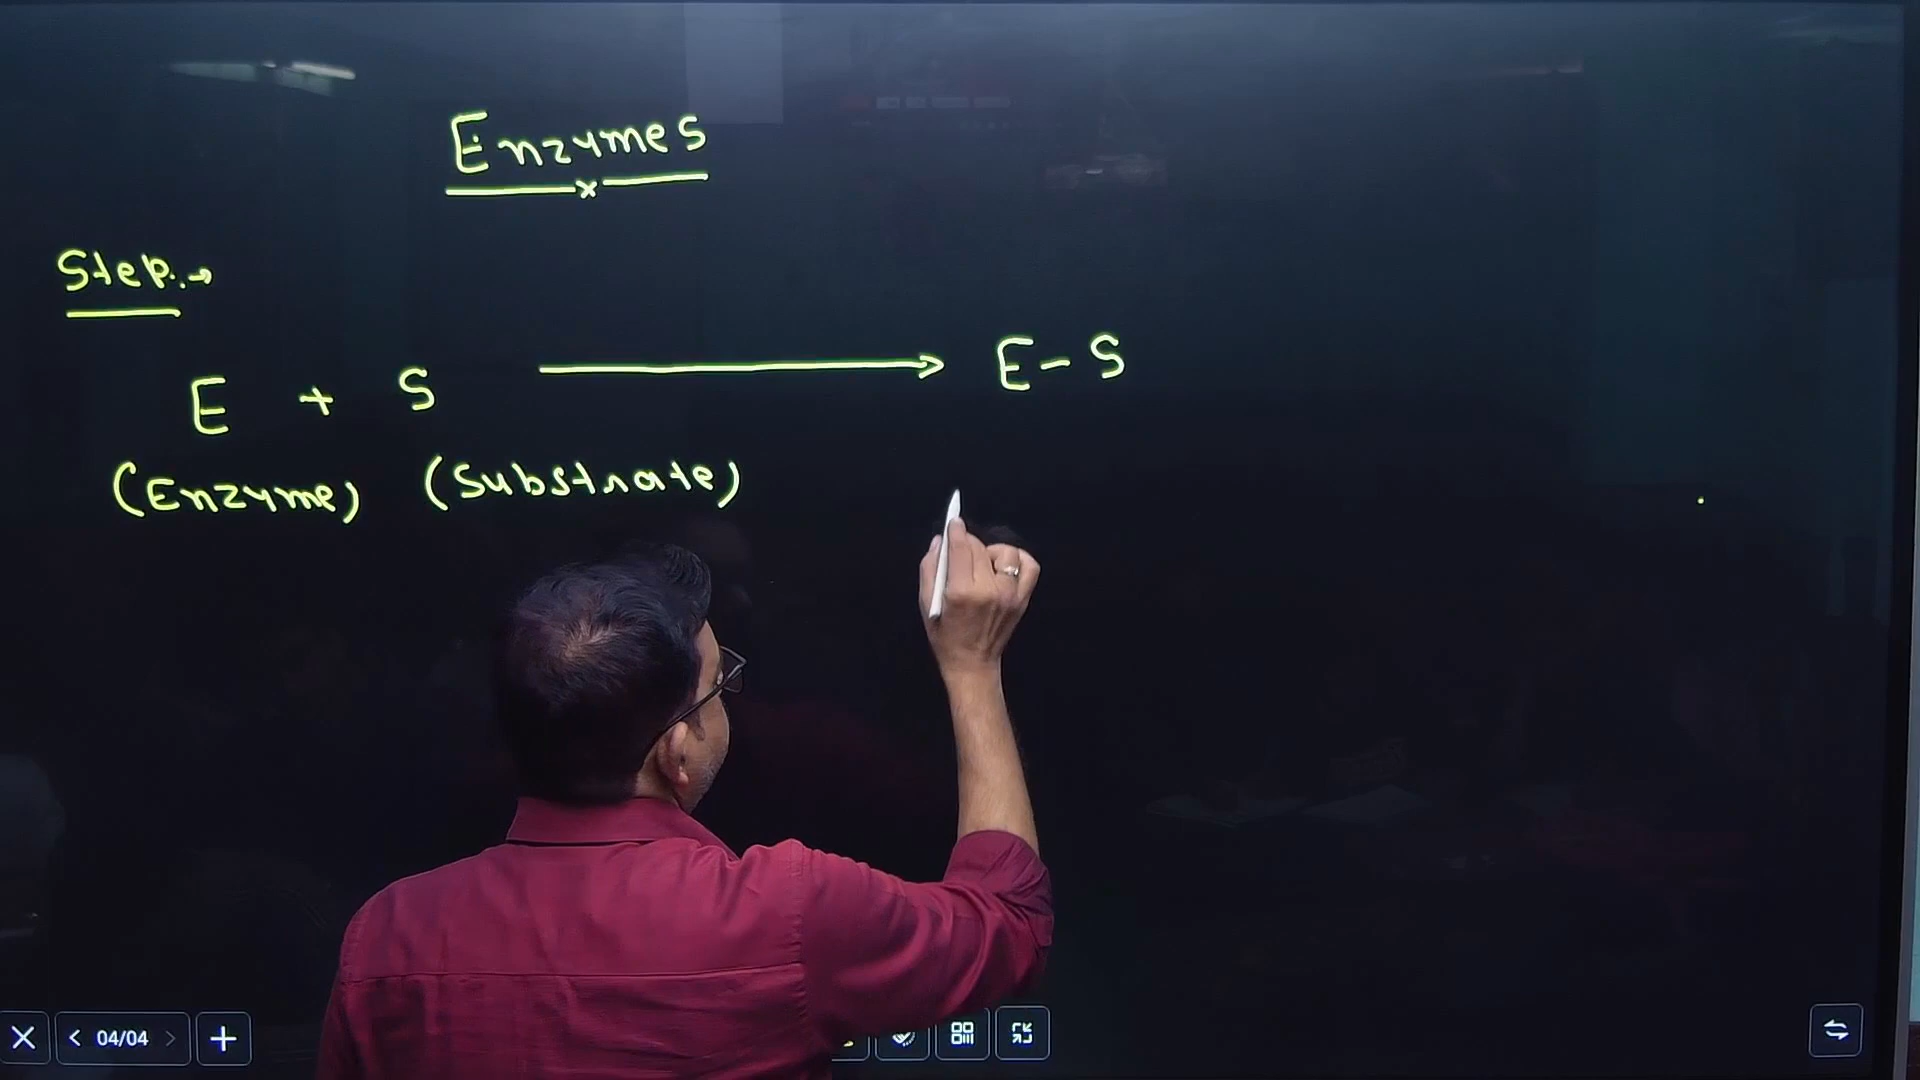 Enzymes
Step:→
E + S ⟶ E-S
(Enzyme) (Substrate)
04/04